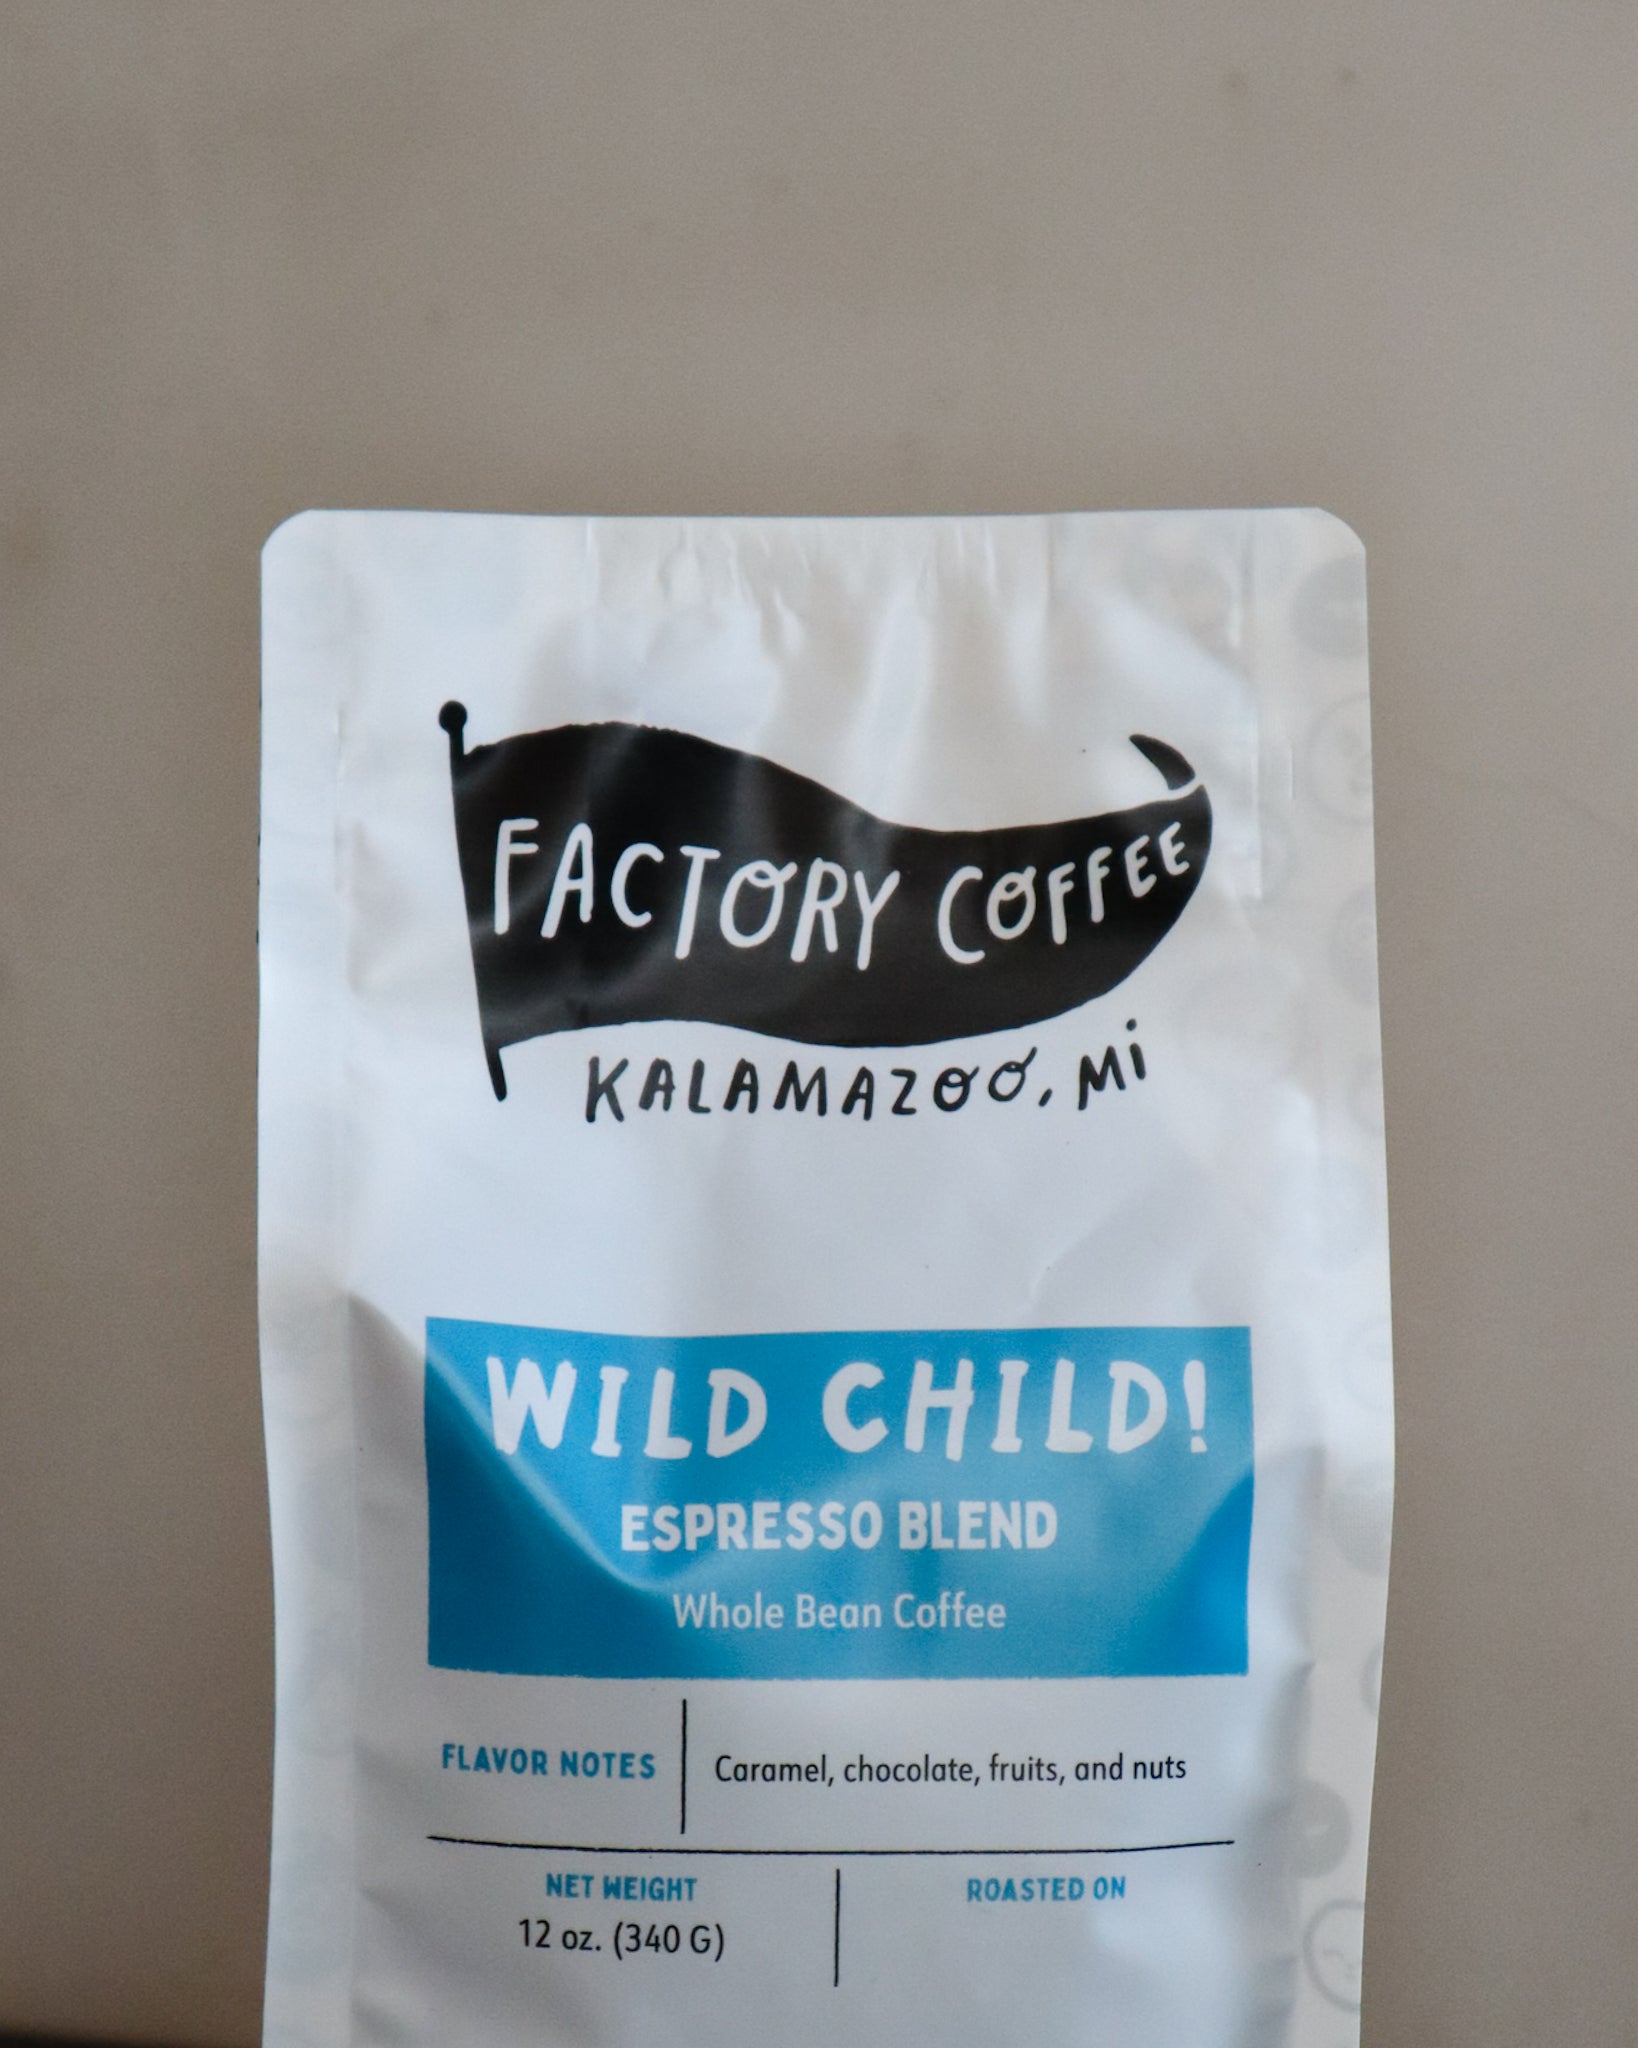 FACTORY COFFEE
KALAMAZOO, Mi
WILD CHILD!
ESPRESSO BLEND
Whole Bean Coffee
FLAVOR NOTES
Caramel, chocolate, fruits, and nuts
NET WEIGHT
12 oz. (340 G)
ROASTED ON